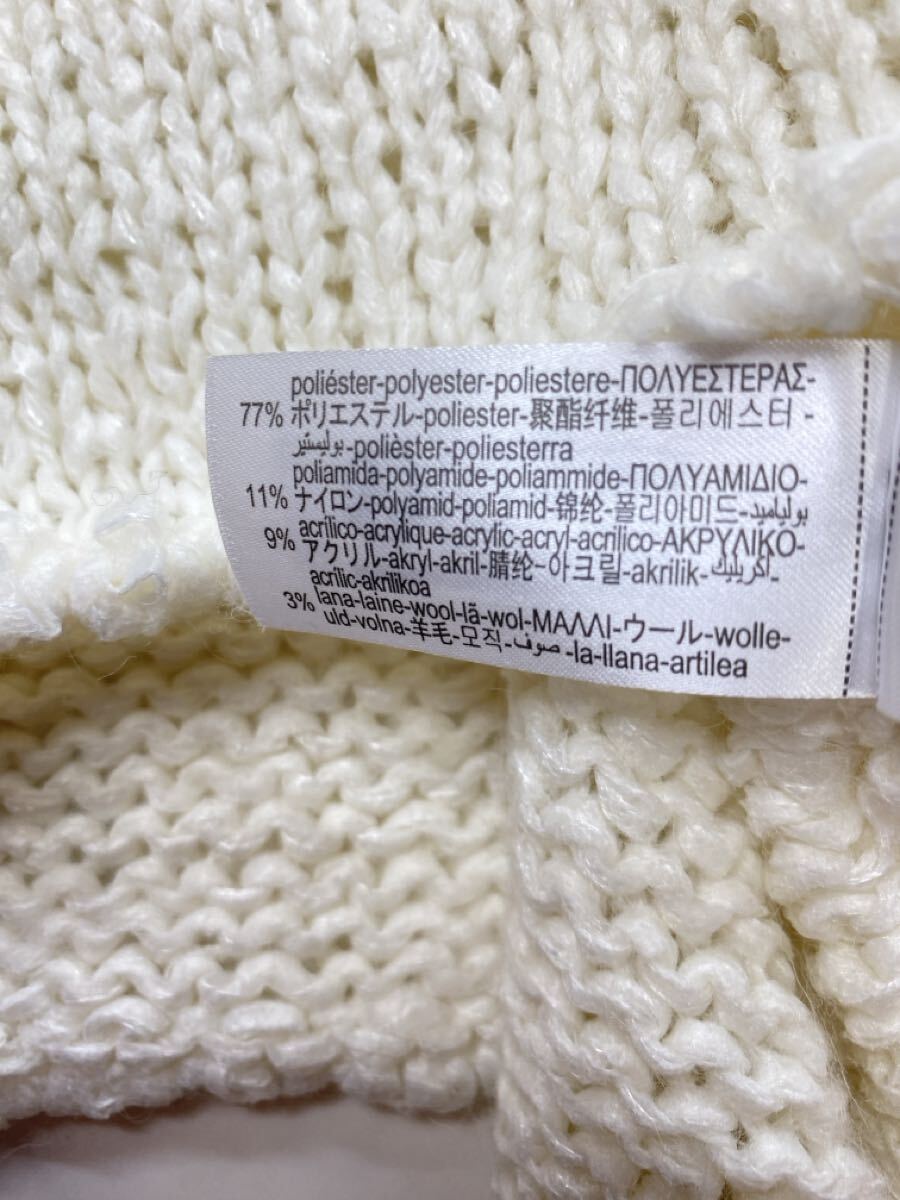 poliéster-polyester-poliestere-ΠΟΛΥΕΣΤΕΡΑΣ-
77% ポリエステル-poliester-聚酯纤维-폴리에스터-
بوليستير-polièster-poliesterra
poliamida-polyamide-poliammide-ΠΟΛΥΑΜΙΔΙΟ-
11% ナイロン-polyamid-poliamid-锦纶-폴리아미드-بولياميد
acrílico-acrylique-acrylic-acryl-acrilico-ΑΚΡΥΛΙΚΟ-
9% アクリル-akryl-akril-腈纶-아크릴-akrilik-أكريليك-
acrilic-akrilikoa
3% lana-laine-wool-lã-wol-ΜΑΛΛΙ-ウール-wolle-
uld-volna-羊毛-모직-صوف-la-llana-artilea